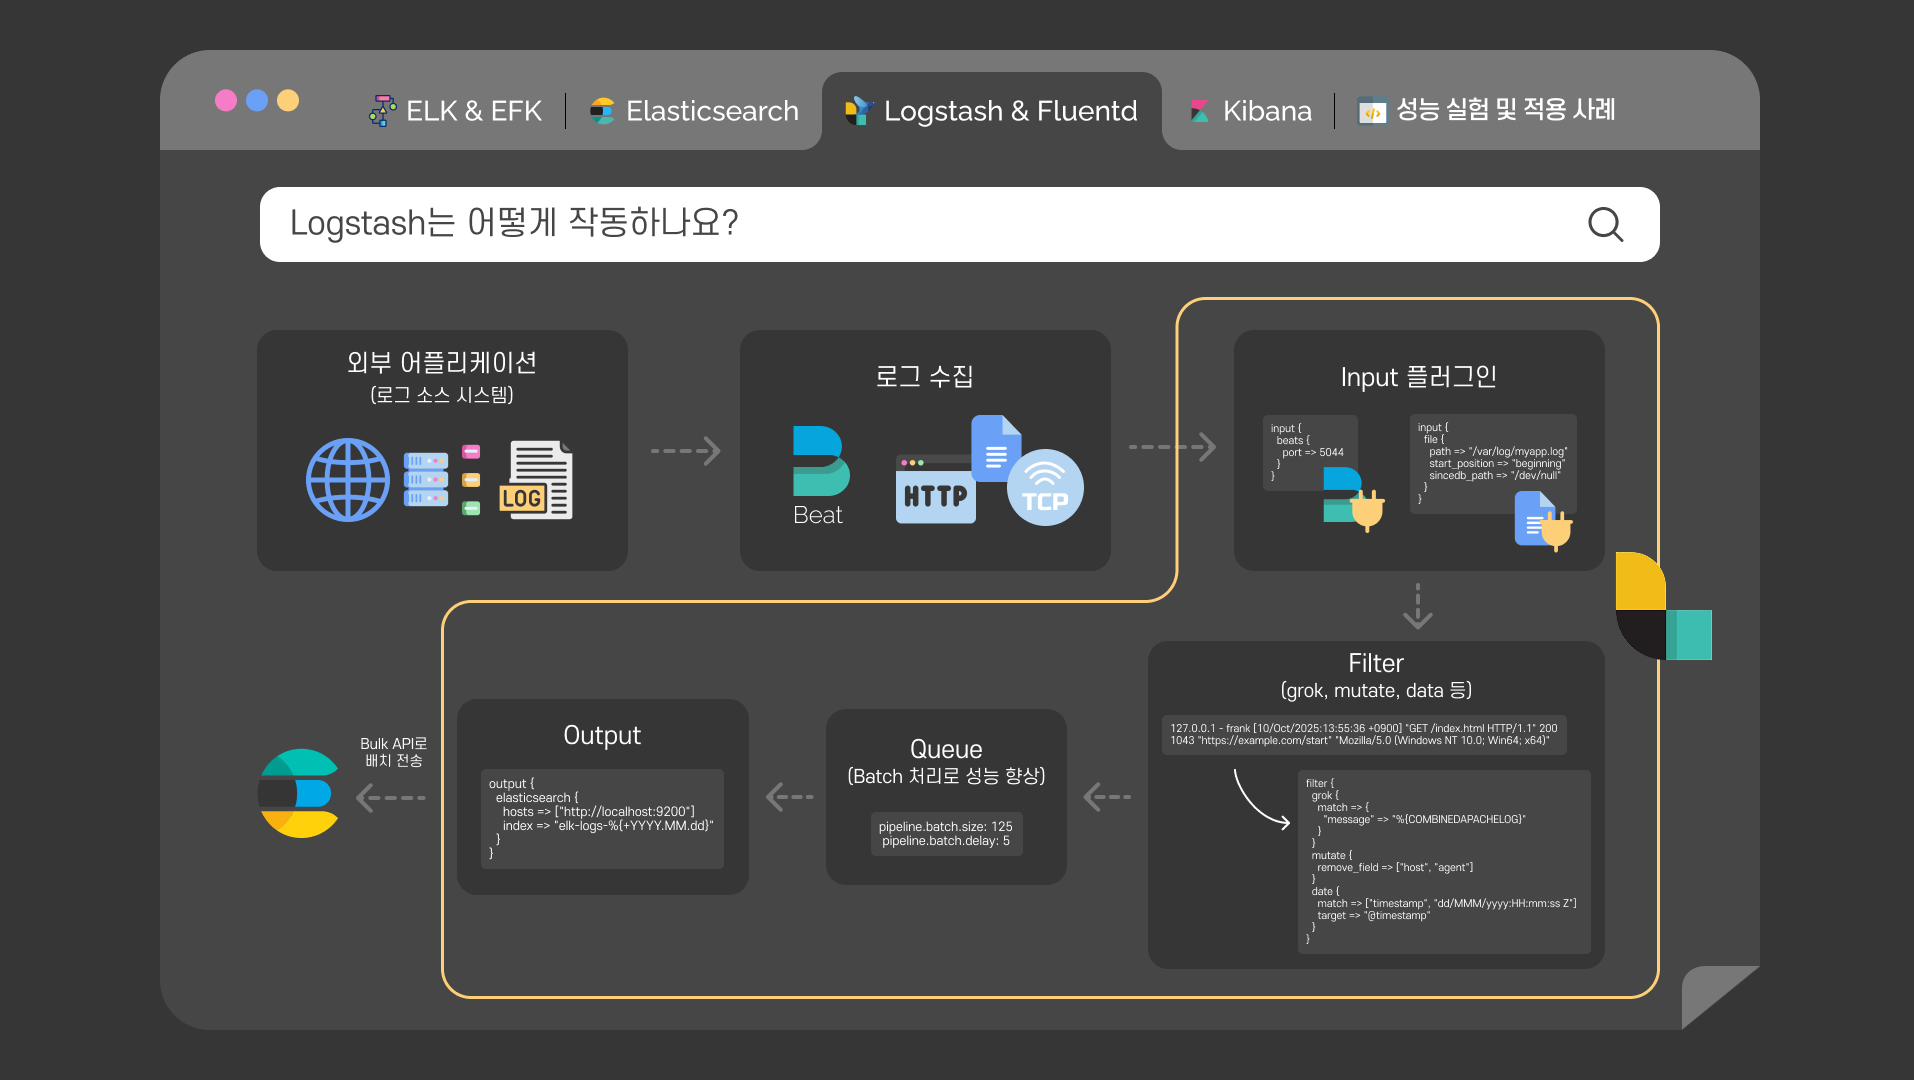 ELK & EFK
Elasticsearch
Logstash & Fluentd
Kibana
성능 실험 및 적용 사례
Logstash는 어떻게 작동하나요?
외부 어플리케이션
(로그 소스 시스템)
LOG
로그 수집
Beat
HTTP
TCP
Input 플러그인
input {
beats {
port => 5044
}
}
input {
file {
path => "/var/log/myapp.log"
start_position => "beginning"
sincedb_path => "/dev/null"
}
}
Filter
(grok, mutate, data 등)
127.0.0.1 - frank [10/Oct/2025:13:55:36 +0900] "GET /index.html HTTP/1.1" 200
1043 "https://example.com/start" "Mozilla/5.0 (Windows NT 10.0; Win64; x64)"
filter {
grok {
match => {
"message" => "%{COMBINEDAPACHELOG}"
}
}
mutate {
remove_field => ["host", "agent"]
}
date {
match => ["timestamp", "dd/MMM/yyyy:HH:mm:ss Z"]
target => "@timestamp"
}
}
Queue
(Batch 처리로 성능 향상)
pipeline.batch.size: 125
pipeline.batch.delay: 5
Output
output {
elasticsearch {
hosts => ["http://localhost:9200"]
index => "elk-logs-%{+YYYY.MM.dd}"
}
}
Bulk API로
배치 전송